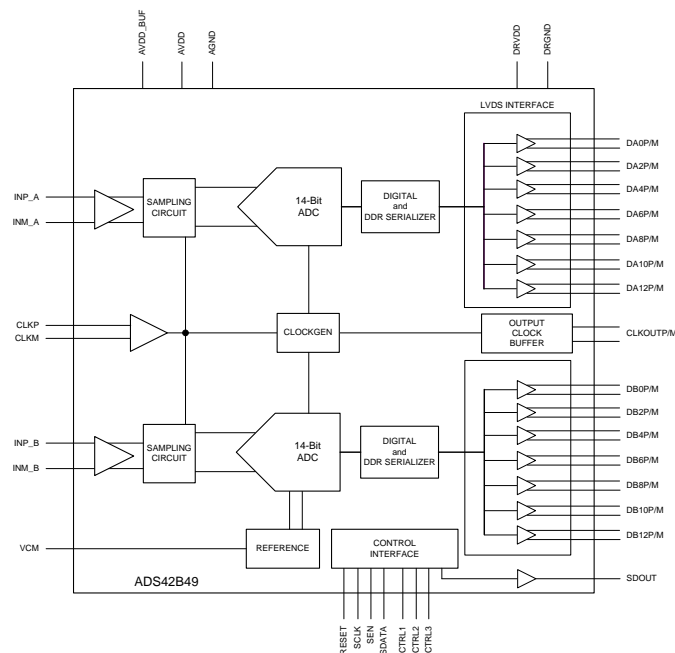 AVDD_BUF
AVDD
AGND
DRVDD
DRGND
LVDS INTERFACE
DA0P/M
DA2P/M
DA4P/M
DA6P/M
DA8P/M
DA10P/M
DA12P/M
INP_A
INM_A
SAMPLING
CIRCUIT
14-Bit
ADC
DIGITAL
and
DDR SERIALIZER
CLKP
CLKM
CLOCKGEN
OUTPUT
CLOCK
BUFFER
CLKOUTP/M
INP_B
INM_B
SAMPLING
CIRCUIT
14-Bit
ADC
DIGITAL
and
DDR SERIALIZER
DB0P/M
DB2P/M
DB4P/M
DB6P/M
DB8P/M
DB10P/M
DB12P/M
VCM
REFERENCE
CONTROL
INTERFACE
SDOUT
ADS42B49
RESET
SCLK
SEN
SDATA
CTRL1
CTRL2
CTRL3